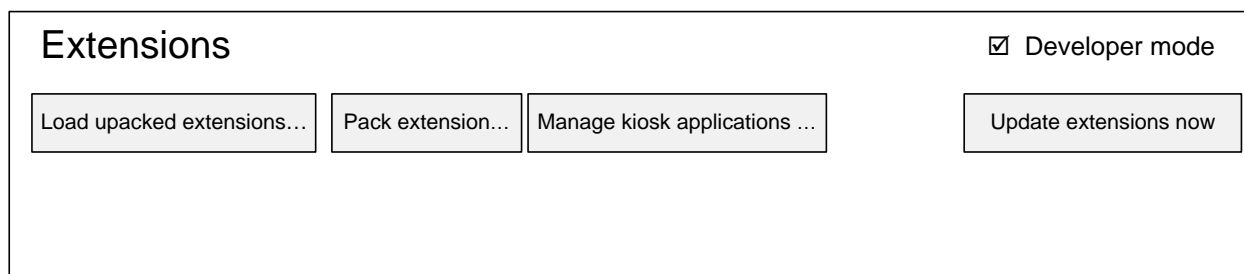 Extensions
☑ Developer mode
Load upacked extensions…
Pack extension…
Manage kiosk applications …
Update extensions now